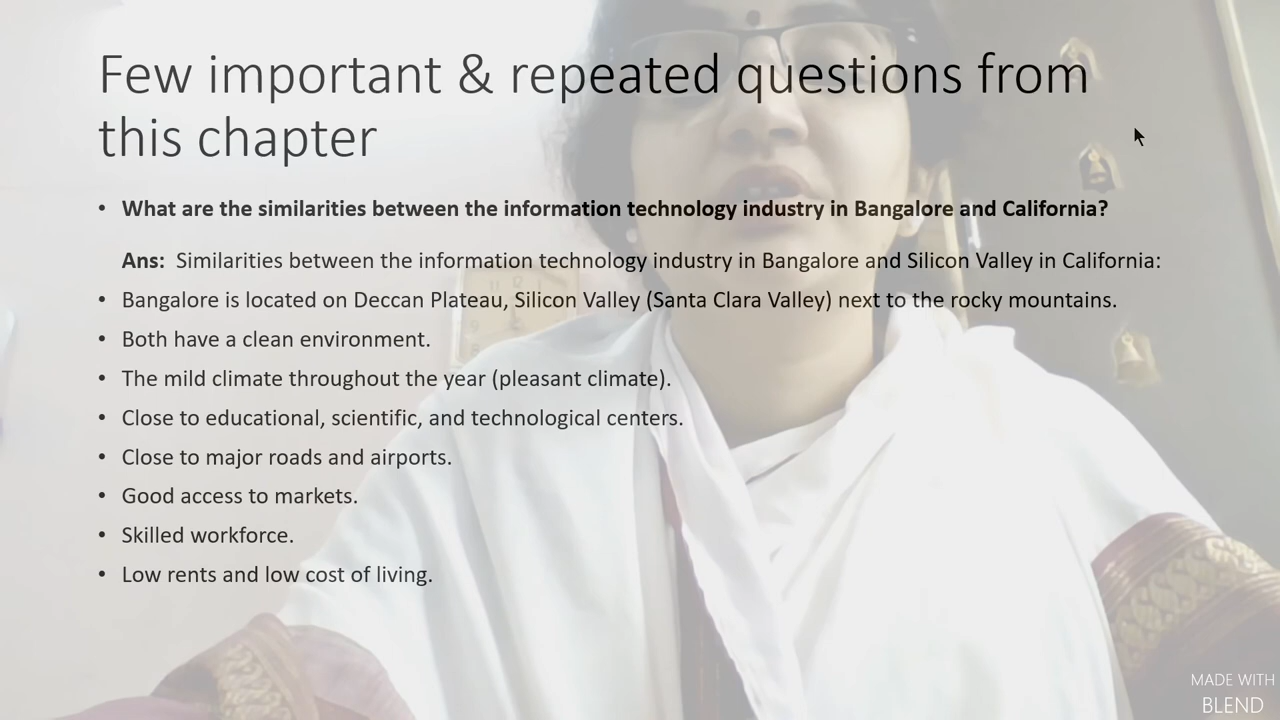 Few important & repeated questions from
this chapter
• What are the similarities between the information technology industry in Bangalore and California?
Ans: Similarities between the information technology industry in Bangalore and Silicon Valley in California:
• Bangalore is located on Deccan Plateau, Silicon Valley (Santa Clara Valley) next to the rocky mountains.
• Both have a clean environment.
• The mild climate throughout the year (pleasant climate).
• Close to educational, scientific, and technological centers.
• Close to major roads and airports.
• Good access to markets.
• Skilled workforce.
• Low rents and low cost of living.
MADE WITH
BLEND